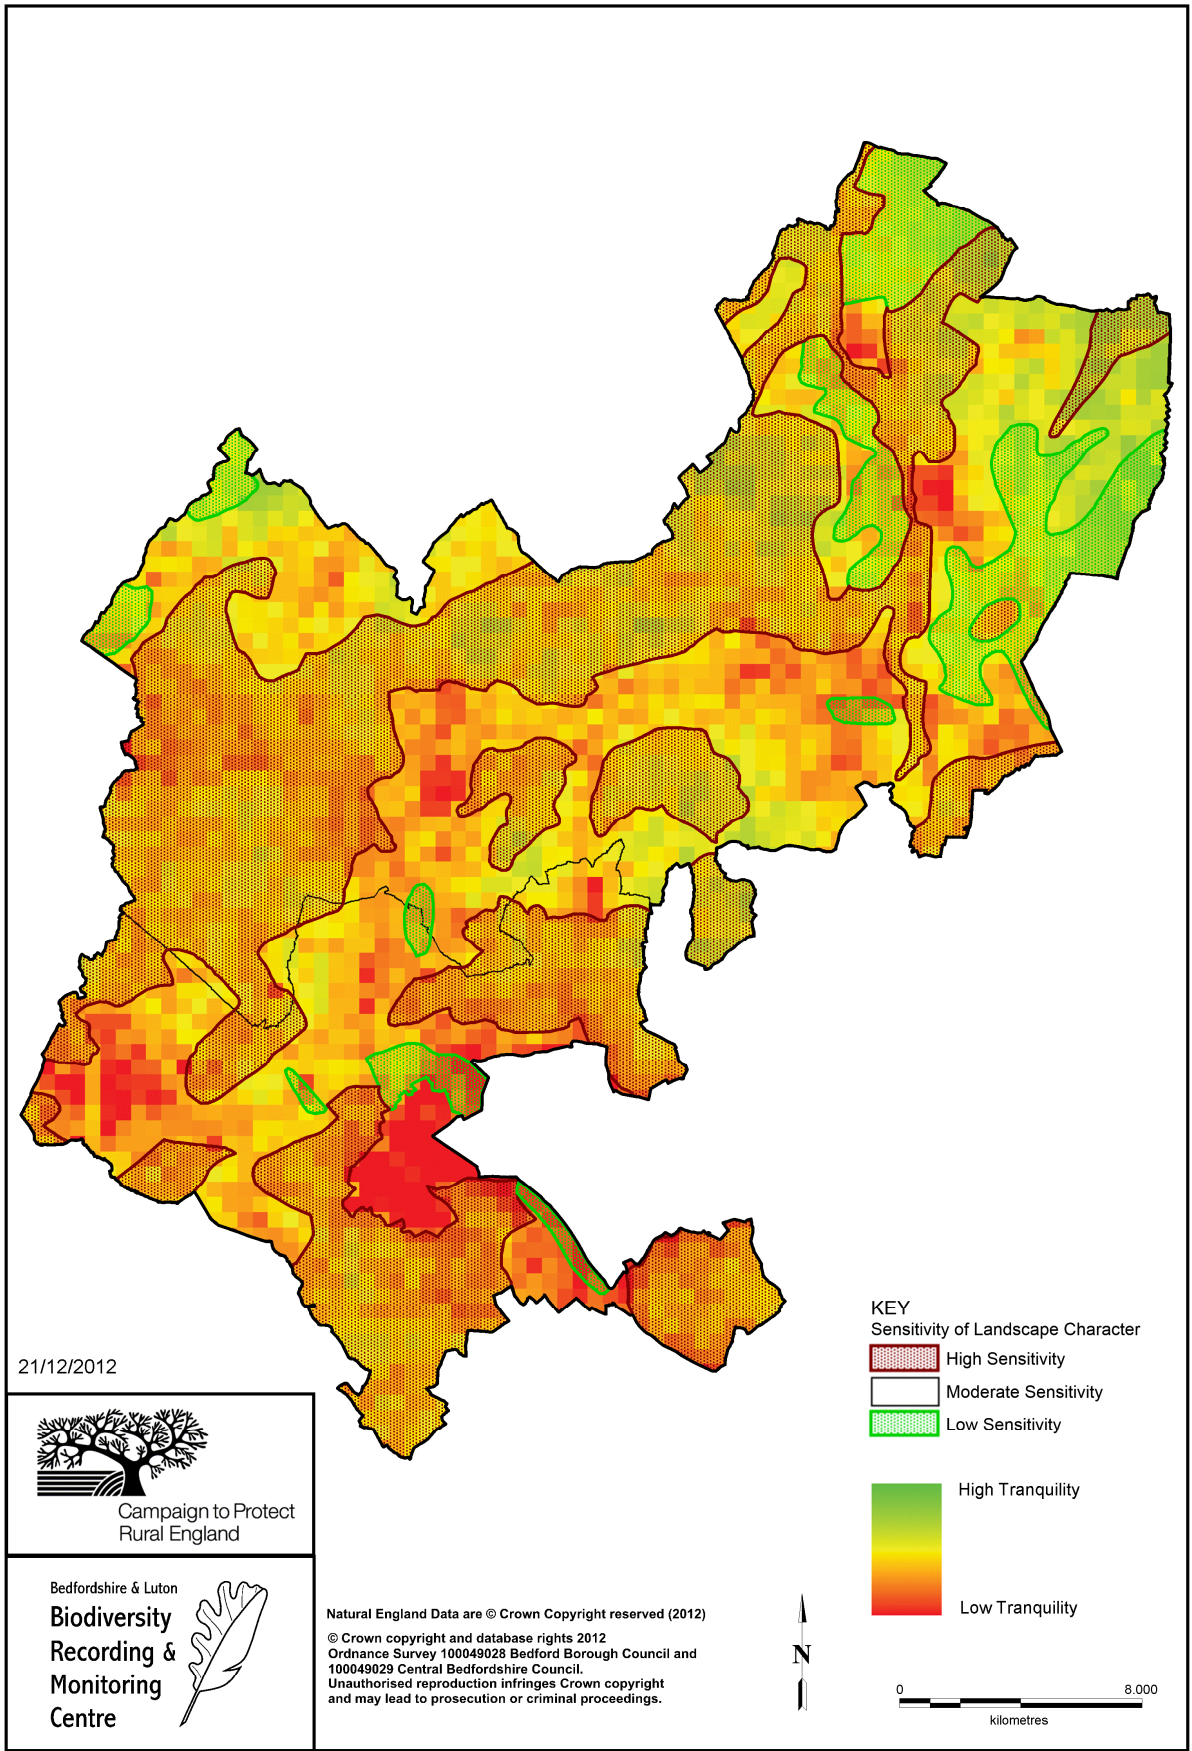 KEY
Sensitivity of Landscape Character
High Sensitivity
Moderate Sensitivity
Low Sensitivity
High Tranquility
Low Tranquility
21/12/2012
Campaign to Protect
Rural England
Bedfordshire & Luton
Biodiversity
Recording &
Monitoring
Centre
Natural England Data are © Crown Copyright reserved (2012)
© Crown copyright and database rights 2012
Ordnance Survey 100049028 Bedford Borough Council and
100049029 Central Bedfordshire Council.
Unauthorised reproduction infringes Crown copyright
and may lead to prosecution or criminal proceedings.
N
0 8.000
kilometres